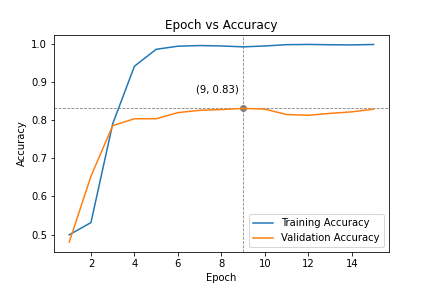 Epoch vs Accuracy
1.0
0.9
0.8
0.7
0.6
0.5
Accuracy
(9, 0.83)
Training Accuracy
Validation Accuracy
2 4 6 8 10 12 14
Epoch